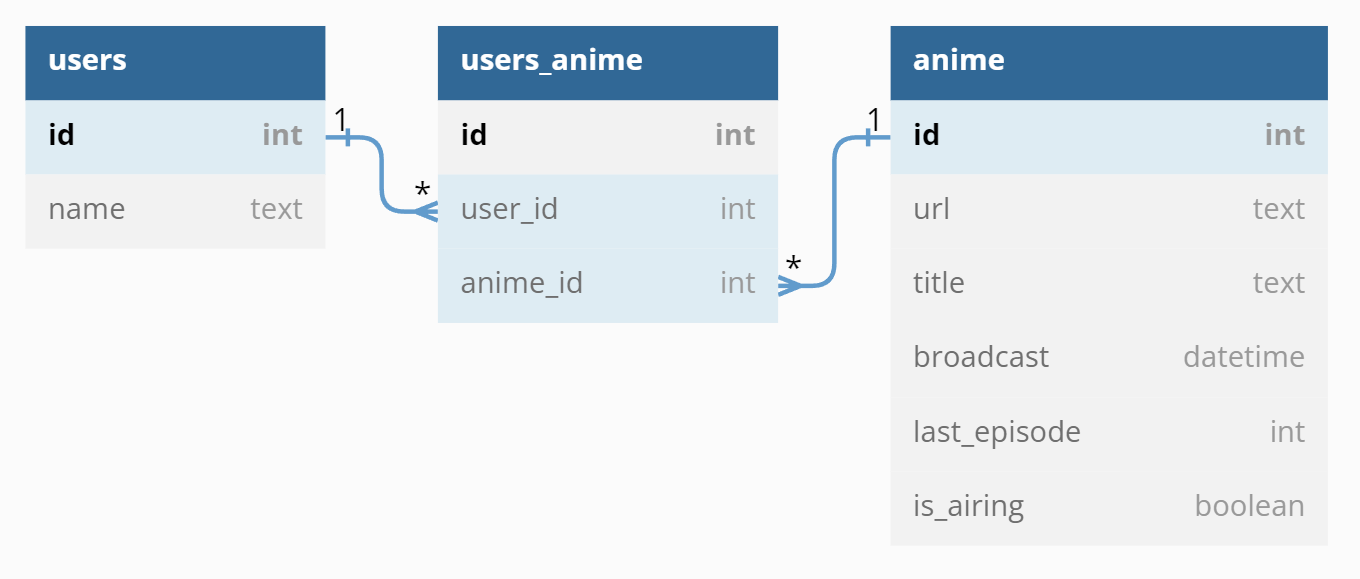 users
id int
name text
1
*
users_anime
id int
user_id int
anime_id int
*
1
anime
id int
url text
title text
broadcast datetime
last_episode int
is_airing boolean